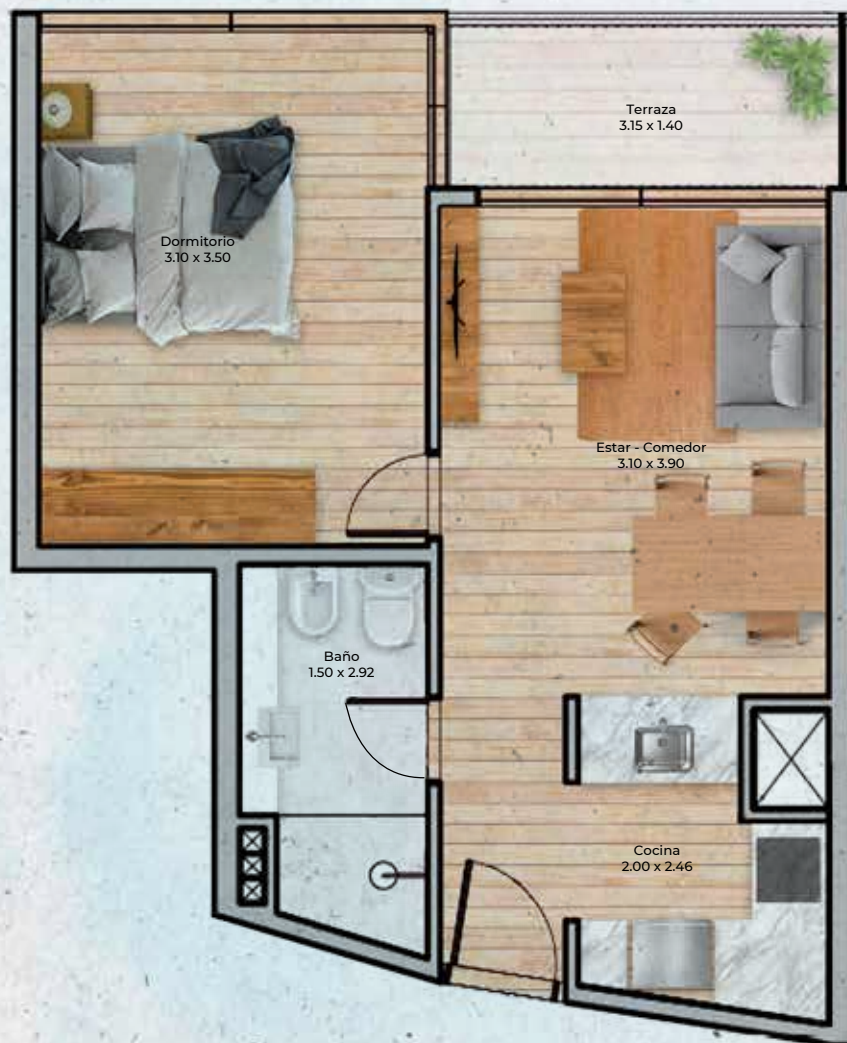 Terraza
3.15 x 1.40
Dormitorio
3.10 x 3.50
Estar - Comedor
3.10 x 3.90
Baño
1.50 x 2.92
Cocina
2.00 x 2.46